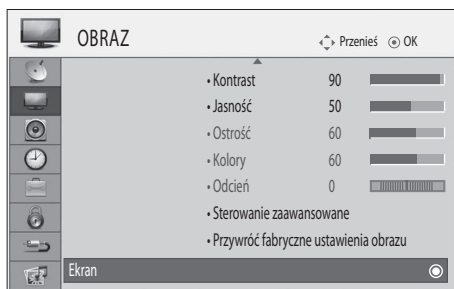 OBRAZ Przenieś OK
• Kontrast 90
• Jasność 50
• Ostrość 60
• Kolory 60
• Odcień 0
• Sterowanie zaawansowane
• Przywróć fabryczne ustawienia obrazu
Ekran